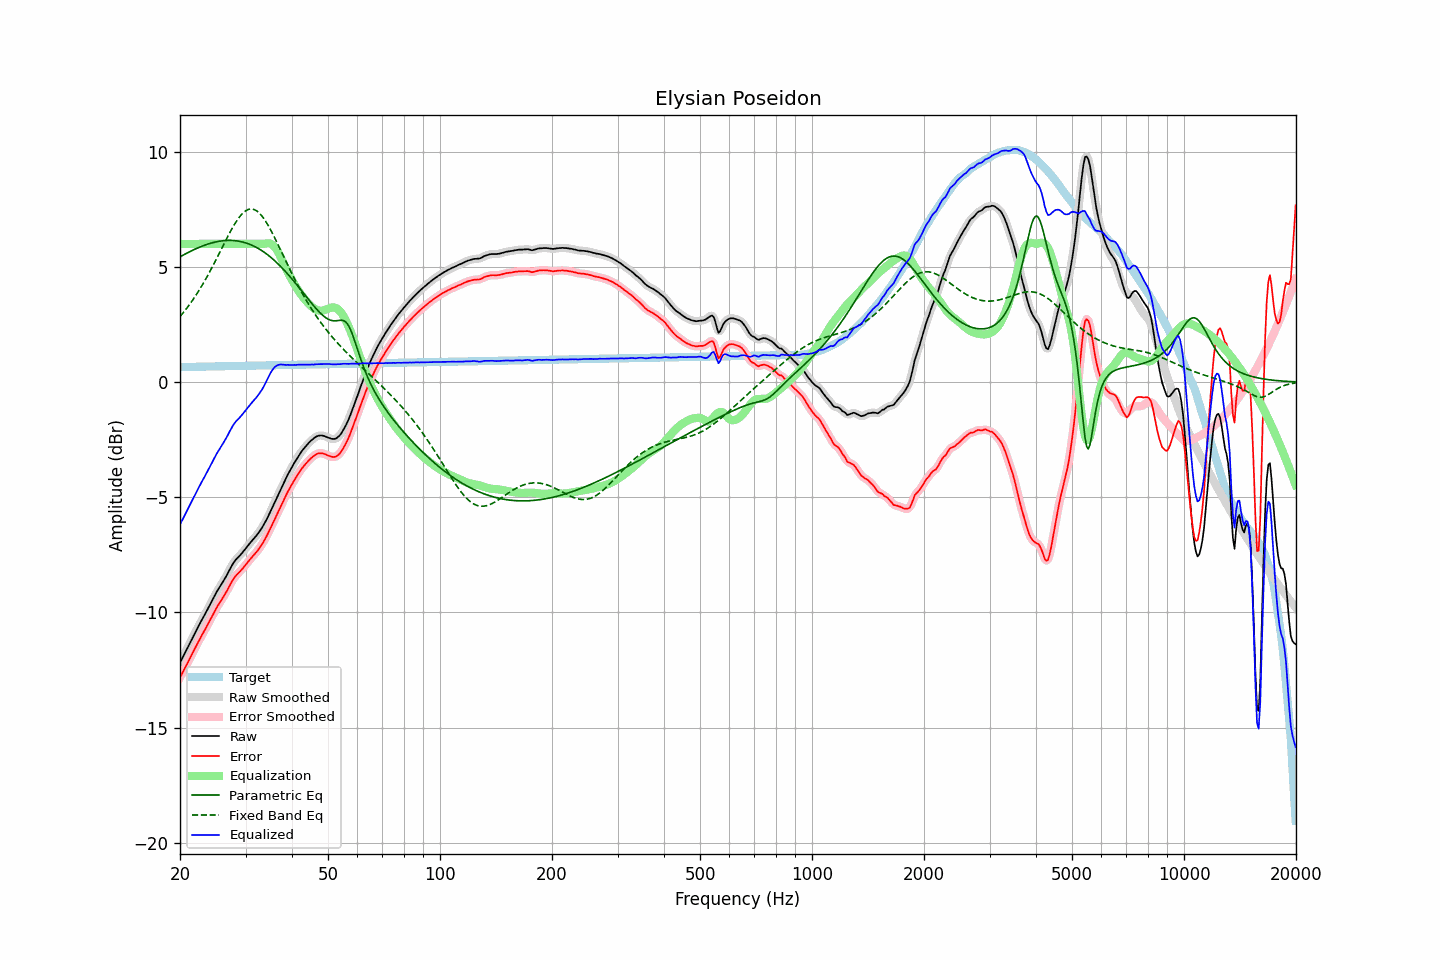 Elysian Poseidon
Amplitude (dBr)
10
5
0
−5
−10
−15
−20
Target
Raw Smoothed
Error Smoothed
Raw
Error
Equalization
Parametric Eq
Fixed Band Eq
Equalized
20 50 100 200 500 1000 2000 5000 10000 20000
Frequency (Hz)